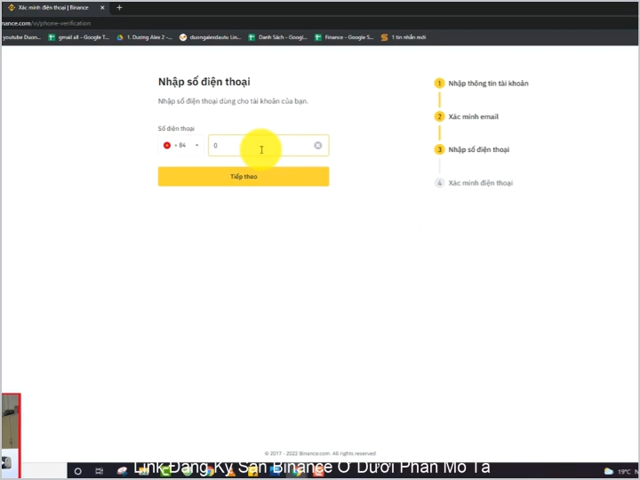 Xác minh điện thoại | Binance
nance.com/vi/phone-verification
youtube Duon... gmail all - Google T... 1. Dương Alex 2 -... duongalexdautu Lin... Danh Sách - Googl... Finance - Google S... 1 tin nhắn mới
Nhập số điện thoại
Nhập số điện thoại dùng cho tài khoản của bạn.
Số điện thoại
+ 84 0
Tiếp theo
1 Nhập thông tin tài khoản
2 Xác minh email
3 Nhập số điện thoại
4 Xác minh điện thoại
© 2017 - 2022 Binance.com. All rights reserved
Link Đăng Ký Sàn Binance Ở Dưới Phần Mô Tả
19°C